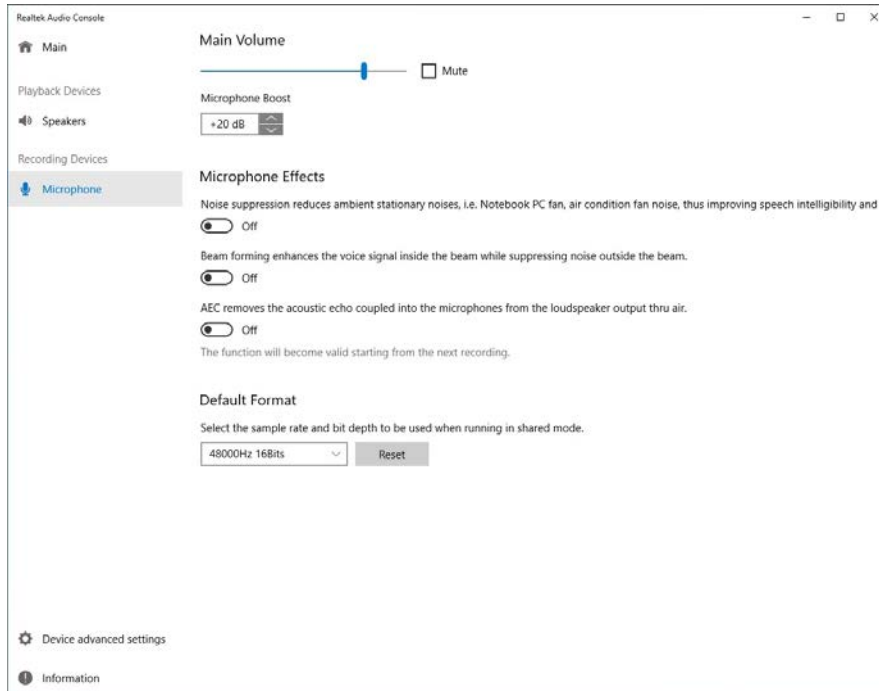 Realtek Audio Console
Main
Playback Devices
Speakers
Recording Devices
Microphone
Device advanced settings
Information
Main Volume
Mute
Microphone Boost
+20 dB
Microphone Effects
Noise suppression reduces ambient stationary noises, i.e. Notebook PC fan, air condition fan noise, thus improving speech intelligibility and
Off
Beam forming enhances the voice signal inside the beam while suppressing noise outside the beam.
Off
AEC removes the acoustic echo coupled into the microphones from the loudspeaker output thru air.
Off
The function will become valid starting from the next recording.
Default Format
Select the sample rate and bit depth to be used when running in shared mode.
48000Hz 16Bits
Reset